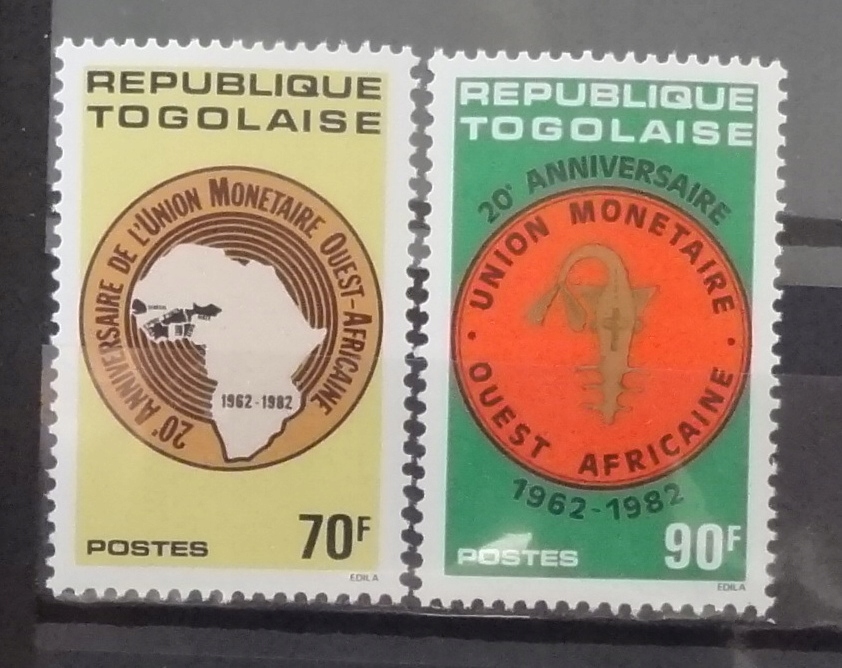 REPUBLIQUE
TOGOLAISE
20e ANNIVERSAIRE DE L'UNION MONETAIRE OUEST-AFRICAINE
1962-1982
POSTES
70F
EDILA
REPUBLIQUE
TOGOLAISE
20e ANNIVERSAIRE
• UNION MONETAIRE •
OUEST AFRICAINE
1962-1982
POSTES
90F
EDILA